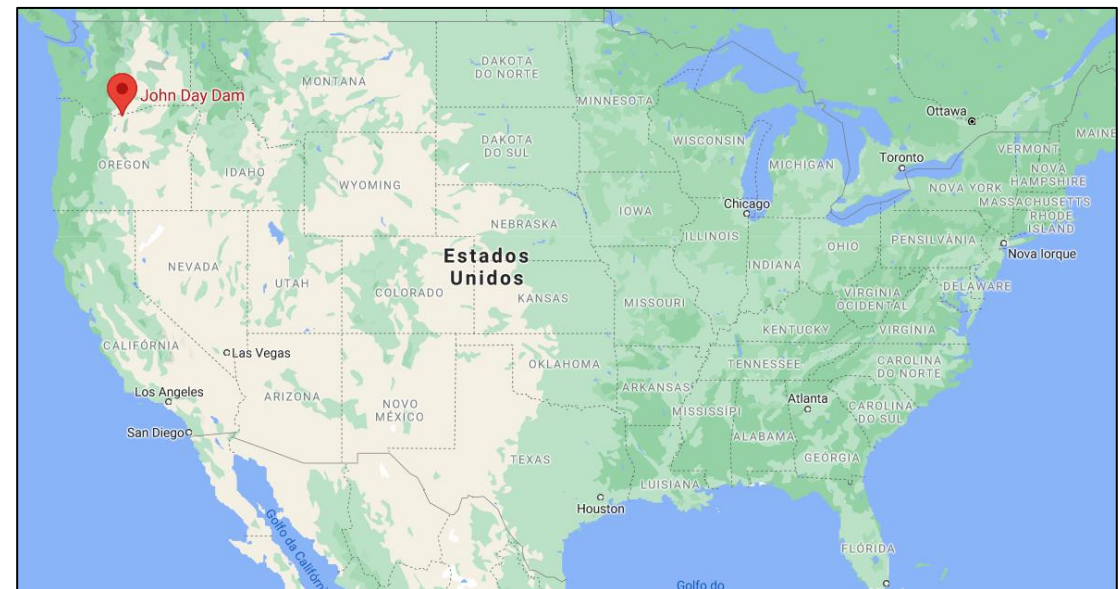 DAKOTA
DO NORTE
MONTANA
John Day Dam
MINNESOTA
Ottawa
MAINE
WISCONSIN
DAKOTA
DO SUL
VERMONT
MICHIGAN
Toronto
OREGON
IDAHO
NOVA
HAMPSHIRE
WYOMING
NOVA YORK
MASSACHUSETTS
RHODE
ISLAND
Chicago
IOWA
NEBRASKA
ILLINOIS
OHIO
PENSILVÂNIA
Nova Iorque
Estados
Unidos
NEVADA
UTAH
INDIANA
COLORADO
KANSAS
MISSOURI
DELAWARE
VIRGÍNIA
OCIDENTAL
KENTUCKY
VIRGÍNIA
CALIFÓRNIA
Las Vegas
OKLAHOMA
TENNESSEE
CAROLINA
DO NORTE
Los Angeles
ARIZONA
NOVO
MÉXICO
ARKANSAS
Atlanta
MISSISSÍPI
CAROLINA
DO SUL
San Diego
ALABAMA
TEXAS
GEÓRGIA
LUISIANA
Houston
Golfo da Califórni
FLÓRIDA
Golfo do